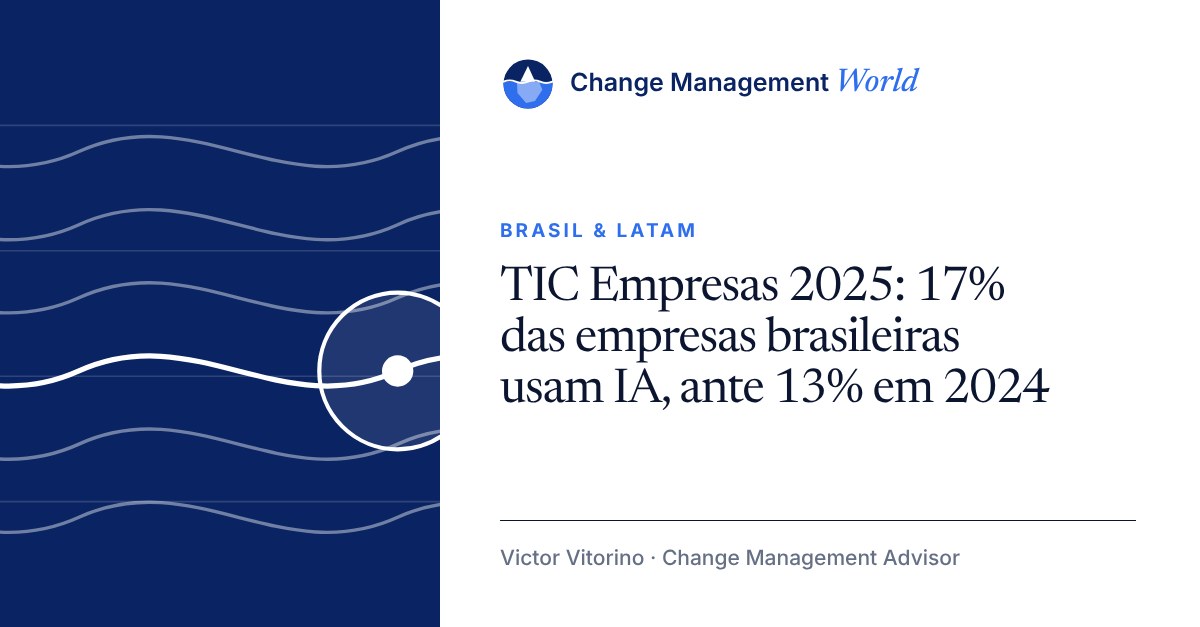 Change Management World
BRASIL & LATAM
TIC Empresas 2025: 17%
das empresas brasileiras
usam IA, ante 13% em 2024
Victor Vitorino · Change Management Advisor